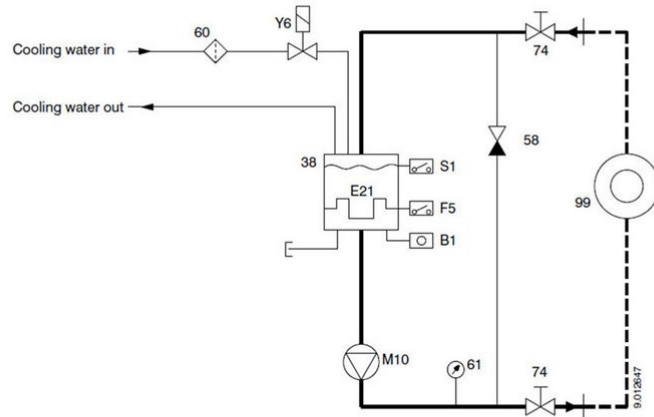 Y6
60
Cooling water in
74
Cooling water out
58
38
S1
E21
99
F5
B1
M10
61
74
9.012647